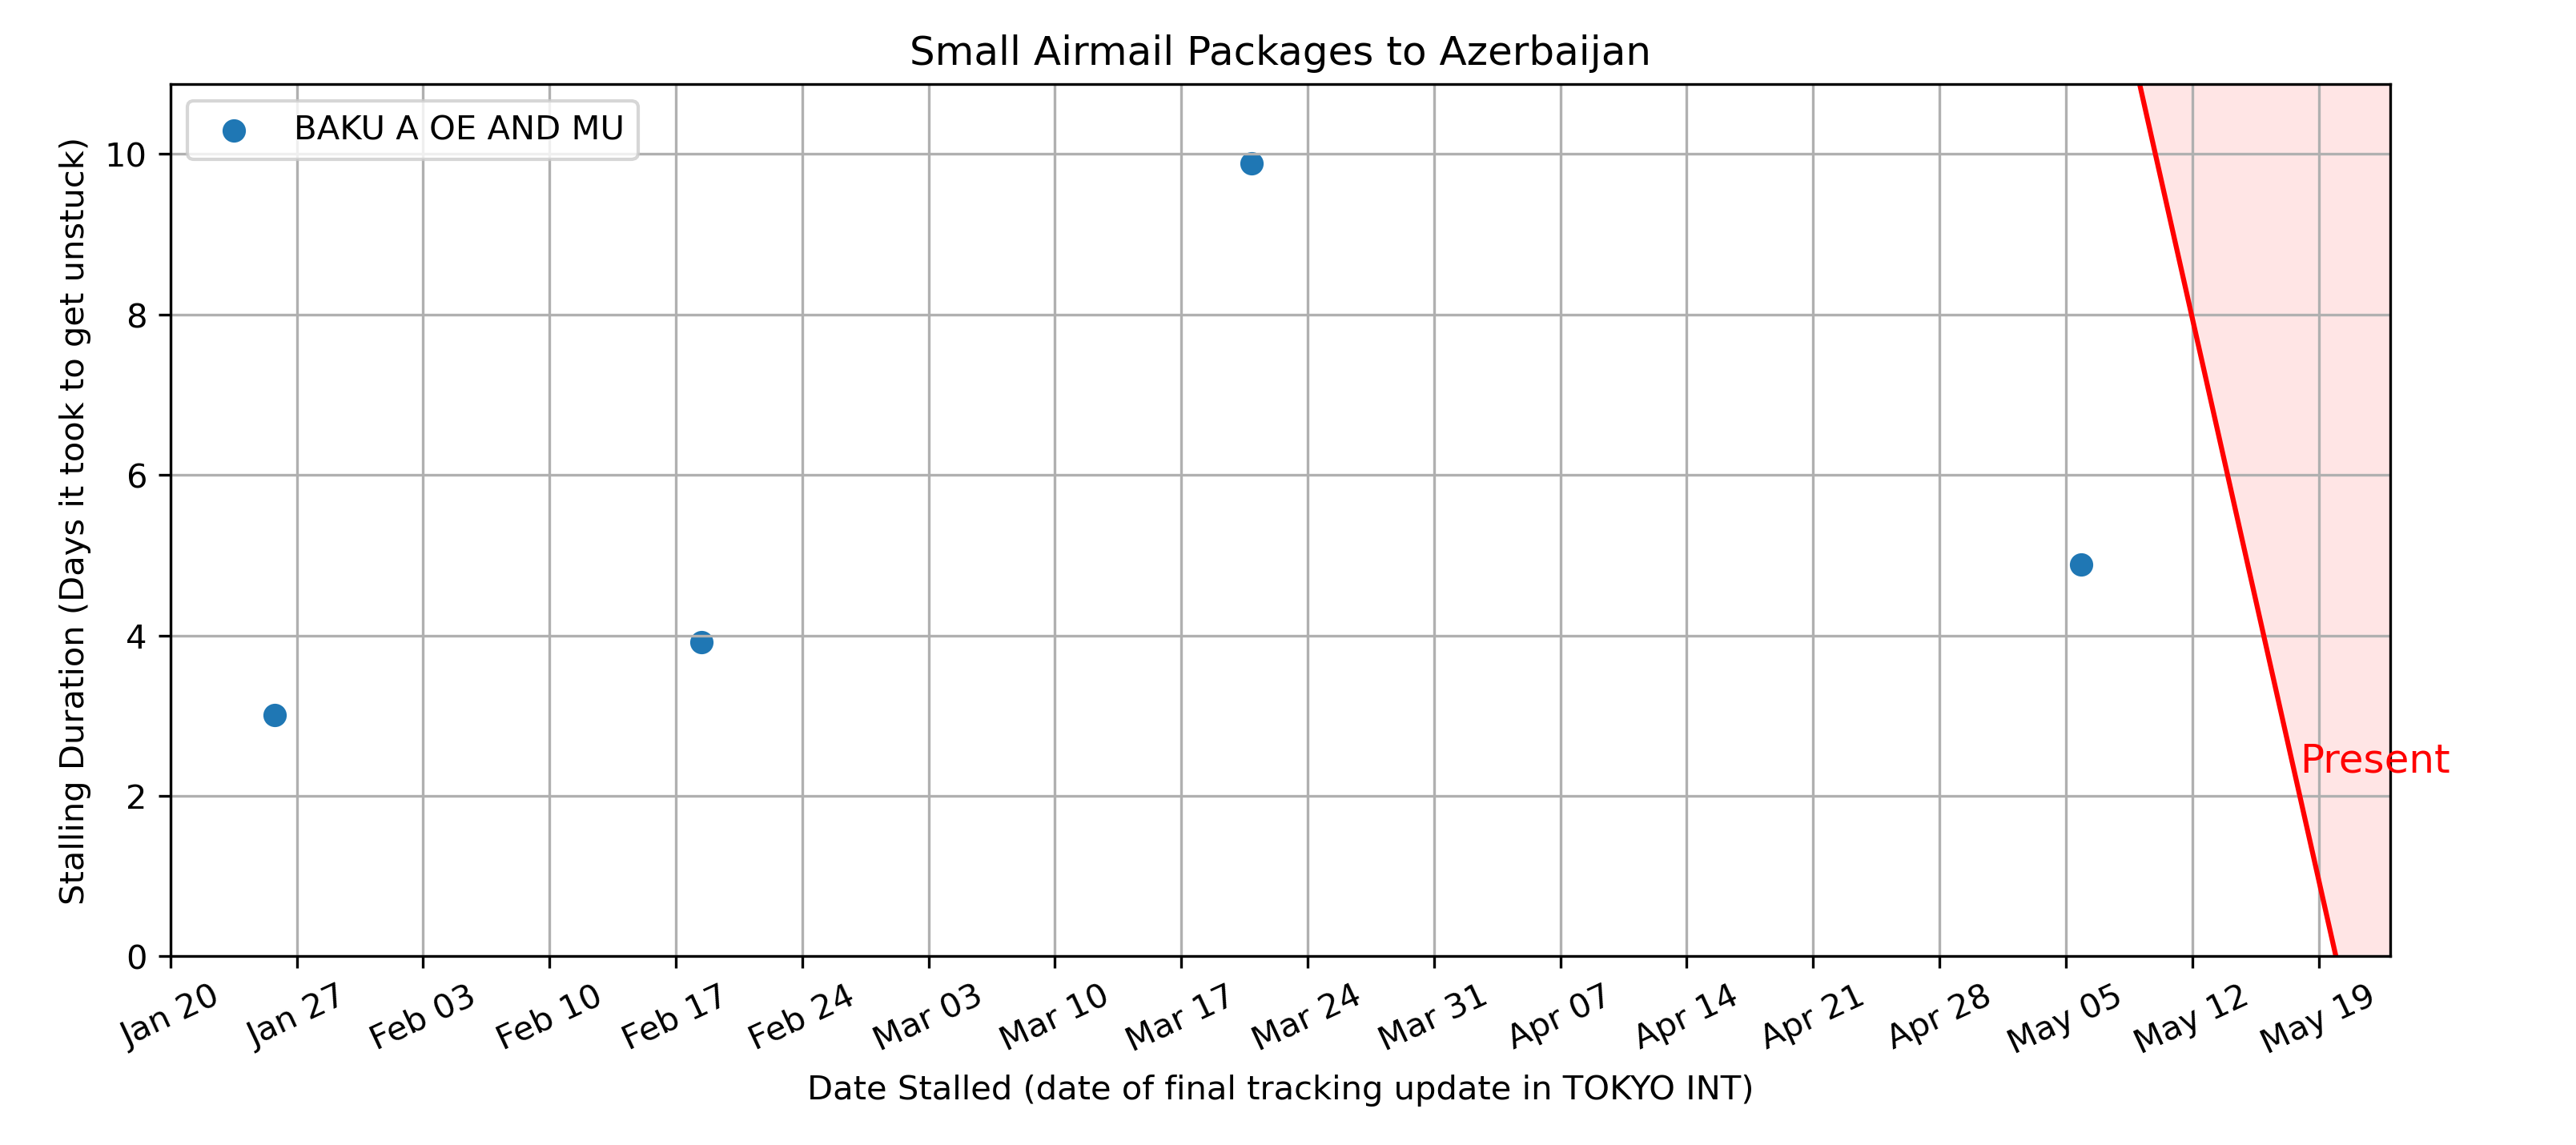 Small Airmail Packages to Azerbaijan
BAKU A OE AND MU
Stalling Duration (Days it took to get unstuck)
10
8
6
4
2
0
Present
Jan 20
Jan 27
Feb 03
Feb 10
Feb 17
Feb 24
Mar 03
Mar 10
Mar 17
Mar 24
Mar 31
Apr 07
Apr 14
Apr 21
Apr 28
May 05
May 12
May 19
Date Stalled (date of final tracking update in TOKYO INT)